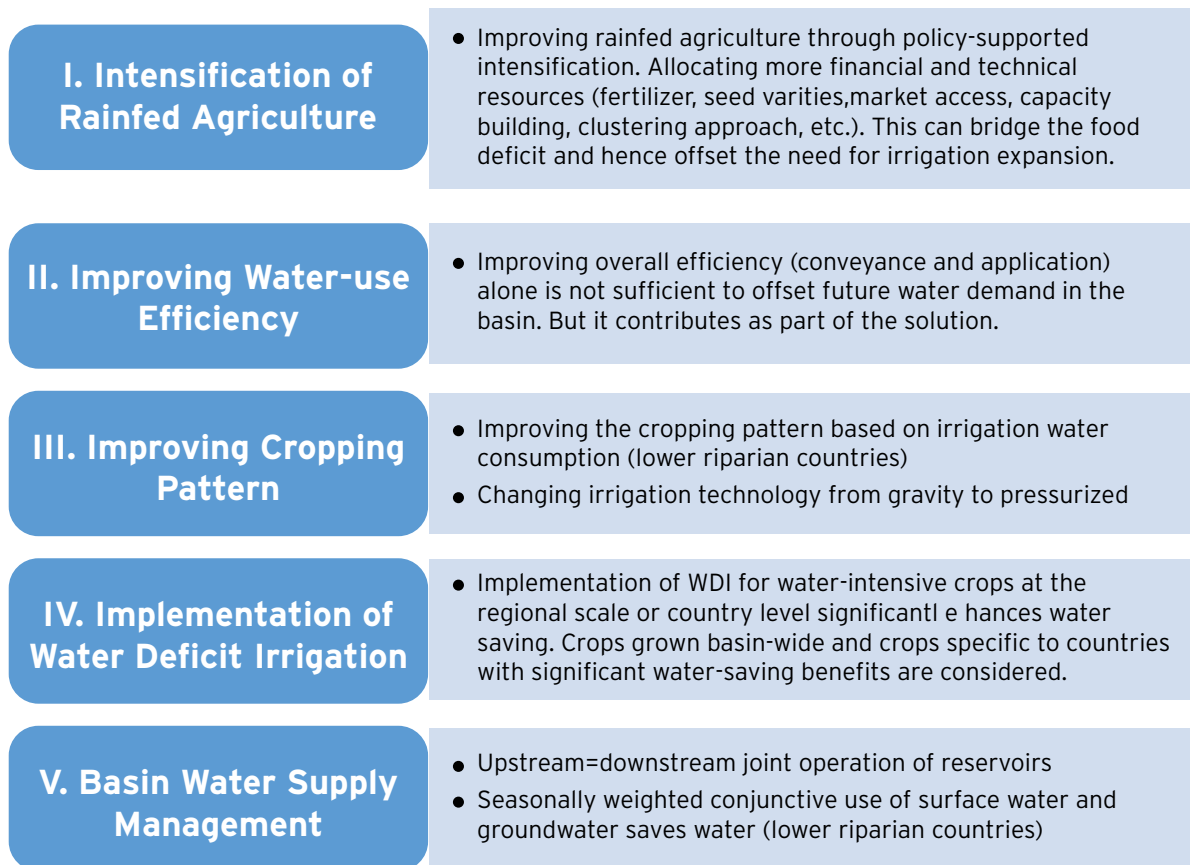 I. Intensification of
Rainfed Agriculture
● Improving rainfed agriculture through policy-supported
intensification. Allocating more financial and technical
resources (fertilizer, seed varities,market access, capacity
building, clustering approach, etc.). This can bridge the food
deficit and hence offset the need for irrigation expansion.
II. Improving Water-use
Efficiency
● Improving overall efficiency (conveyance and application)
alone is not sufficient to offset future water demand in the
basin. But it contributes as part of the solution.
III. Improving Cropping
Pattern
● Improving the cropping pattern based on irrigation water
consumption (lower riparian countries)
● Changing irrigation technology from gravity to pressurized
IV. Implementation of
Water Deficit Irrigation
● Implementation of WDI for water-intensive crops at the
regional scale or country level significantl e hances water
saving. Crops grown basin-wide and crops specific to countries
with significant water-saving benefits are considered.
V. Basin Water Supply
Management
● Upstream=downstream joint operation of reservoirs
● Seasonally weighted conjunctive use of surface water and
groundwater saves water (lower riparian countries)